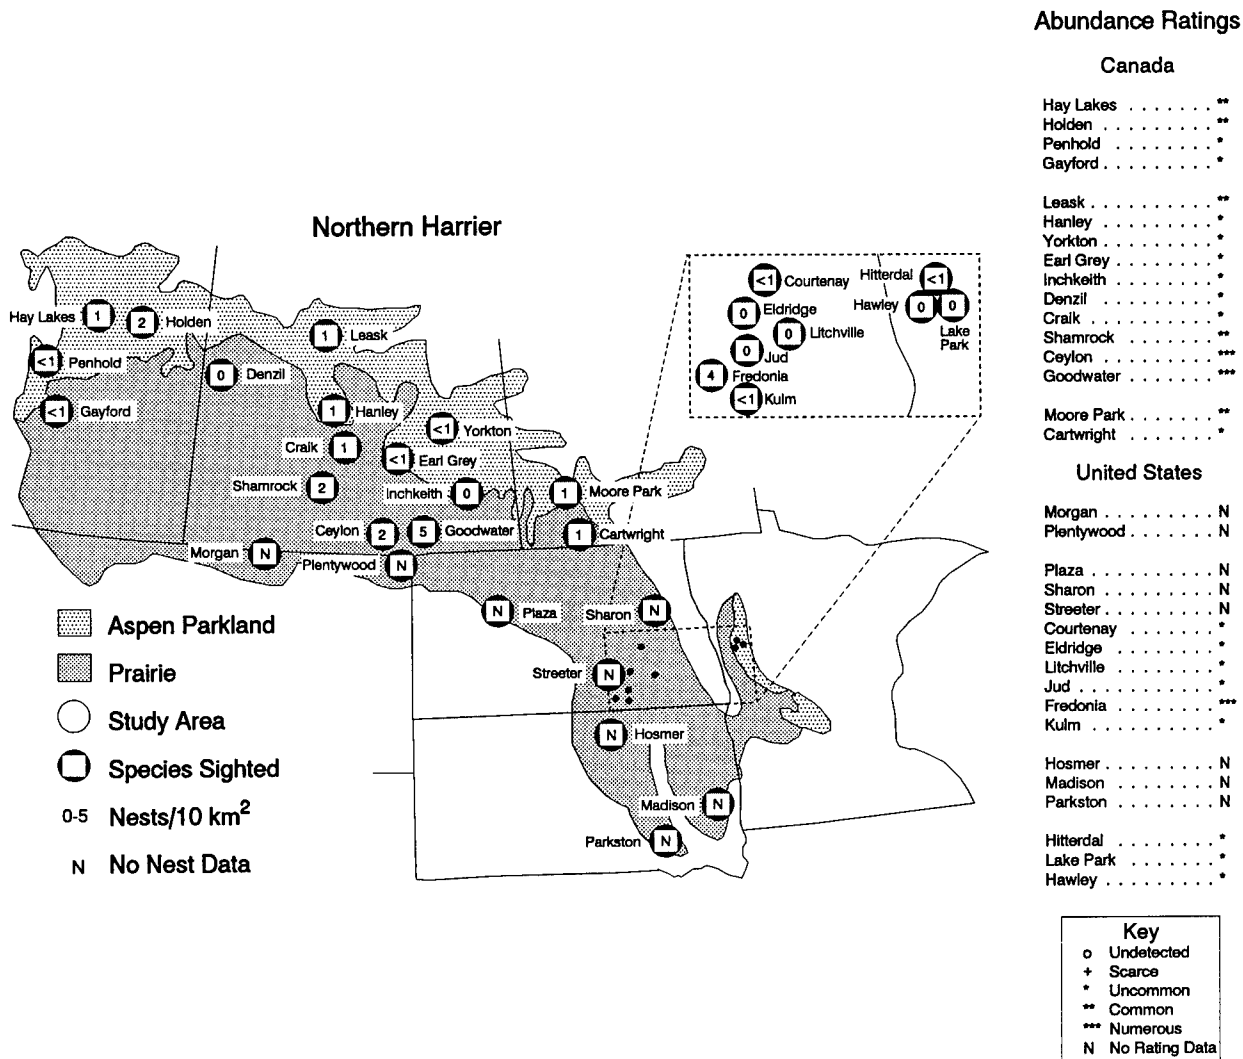 Northern Harrier
Hay Lakes 1
2 Holden
<1 Penhold
<1 Gayford
0 Denzil
1 Leask
1 Hanley
Craik 1
<1 Yorkton
<1 Earl Grey
Shamrock 2
Inchkeith 0
1 Moore Park
Ceylon 2
5 Goodwater
1 Cartwright
Morgan N
Plentywood N
N Plaza
Sharon N
Streeter N
N Hosmer
Madison N
Parkston N
<1 Courtenay
0 Eldridge
0 Litchville
0 Jud
4 Fredonia
<1 Kulm
Hitterdal <1
Hawley 0
0 Lake
Park
Aspen Parkland
Prairie
Study Area
Species Sighted
0-5 Nests/10 km²
N No Nest Data
Abundance Ratings
Canada
Hay Lakes . . . . . . . **
Holden . . . . . . . . . **
Penhold . . . . . . . . *
Gayford . . . . . . . . . *
Leask . . . . . . . . . . **
Hanley . . . . . . . . . *
Yorkton . . . . . . . . . *
Earl Grey . . . . . . . . *
Inchkeith . . . . . . . . *
Denzil . . . . . . . . . . *
Craik . . . . . . . . . . *
Shamrock . . . . . . . **
Ceylon . . . . . . . . . ***
Goodwater . . . . . . . ***
Moore Park . . . . . . . **
Cartwright . . . . . . . *
United States
Morgan . . . . . . . . . N
Plentywood . . . . . . . N
Plaza . . . . . . . . . . N
Sharon . . . . . . . . . N
Streeter . . . . . . . . . N
Courtenay . . . . . . . *
Eldridge . . . . . . . . . *
Litchville . . . . . . . . *
Jud . . . . . . . . . . . *
Fredonia . . . . . . . . ***
Kulm . . . . . . . . . . *
Hosmer . . . . . . . . . N
Madison . . . . . . . . N
Parkston . . . . . . . . N
Hitterdal . . . . . . . . *
Lake Park . . . . . . . *
Hawley . . . . . . . . . *
Key
o Undetected
+ Scarce
* Uncommon
** Common
*** Numerous
N No Rating Data